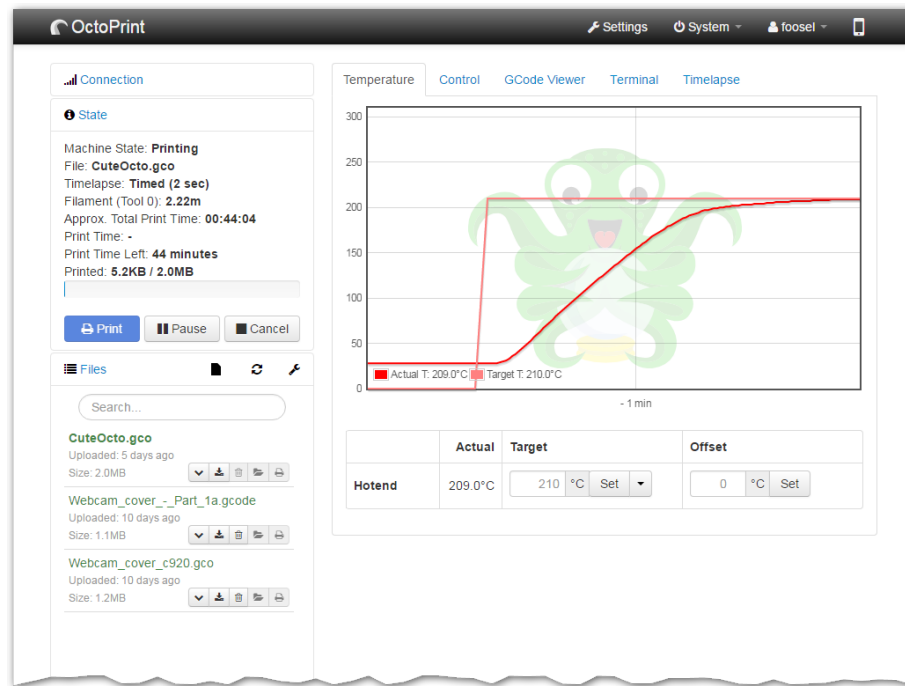 OctoPrint
Settings System foosel
Connection
State
Machine State: Printing
File: CuteOcto.gco
Timelapse: Timed (2 sec)
Filament (Tool 0): 2.22m
Approx. Total Print Time: 00:44:04
Print Time: -
Print Time Left: 44 minutes
Printed: 5.2KB / 2.0MB
Print Pause Cancel
Files
Search...
CuteOcto.gco
Uploaded: 5 days ago
Size: 2.0MB
Webcam_cover_-_Part_1a.gcode
Uploaded: 10 days ago
Size: 1.1MB
Webcam_cover_c920.gco
Uploaded: 10 days ago
Size: 1.2MB
Temperature Control GCode Viewer Terminal Timelapse
300
250
200
150
100
50
0
Actual T: 209.0°C Target T: 210.0°C
- 1 min
Actual Target Offset
Hotend 209.0°C 210 °C Set 0 °C Set